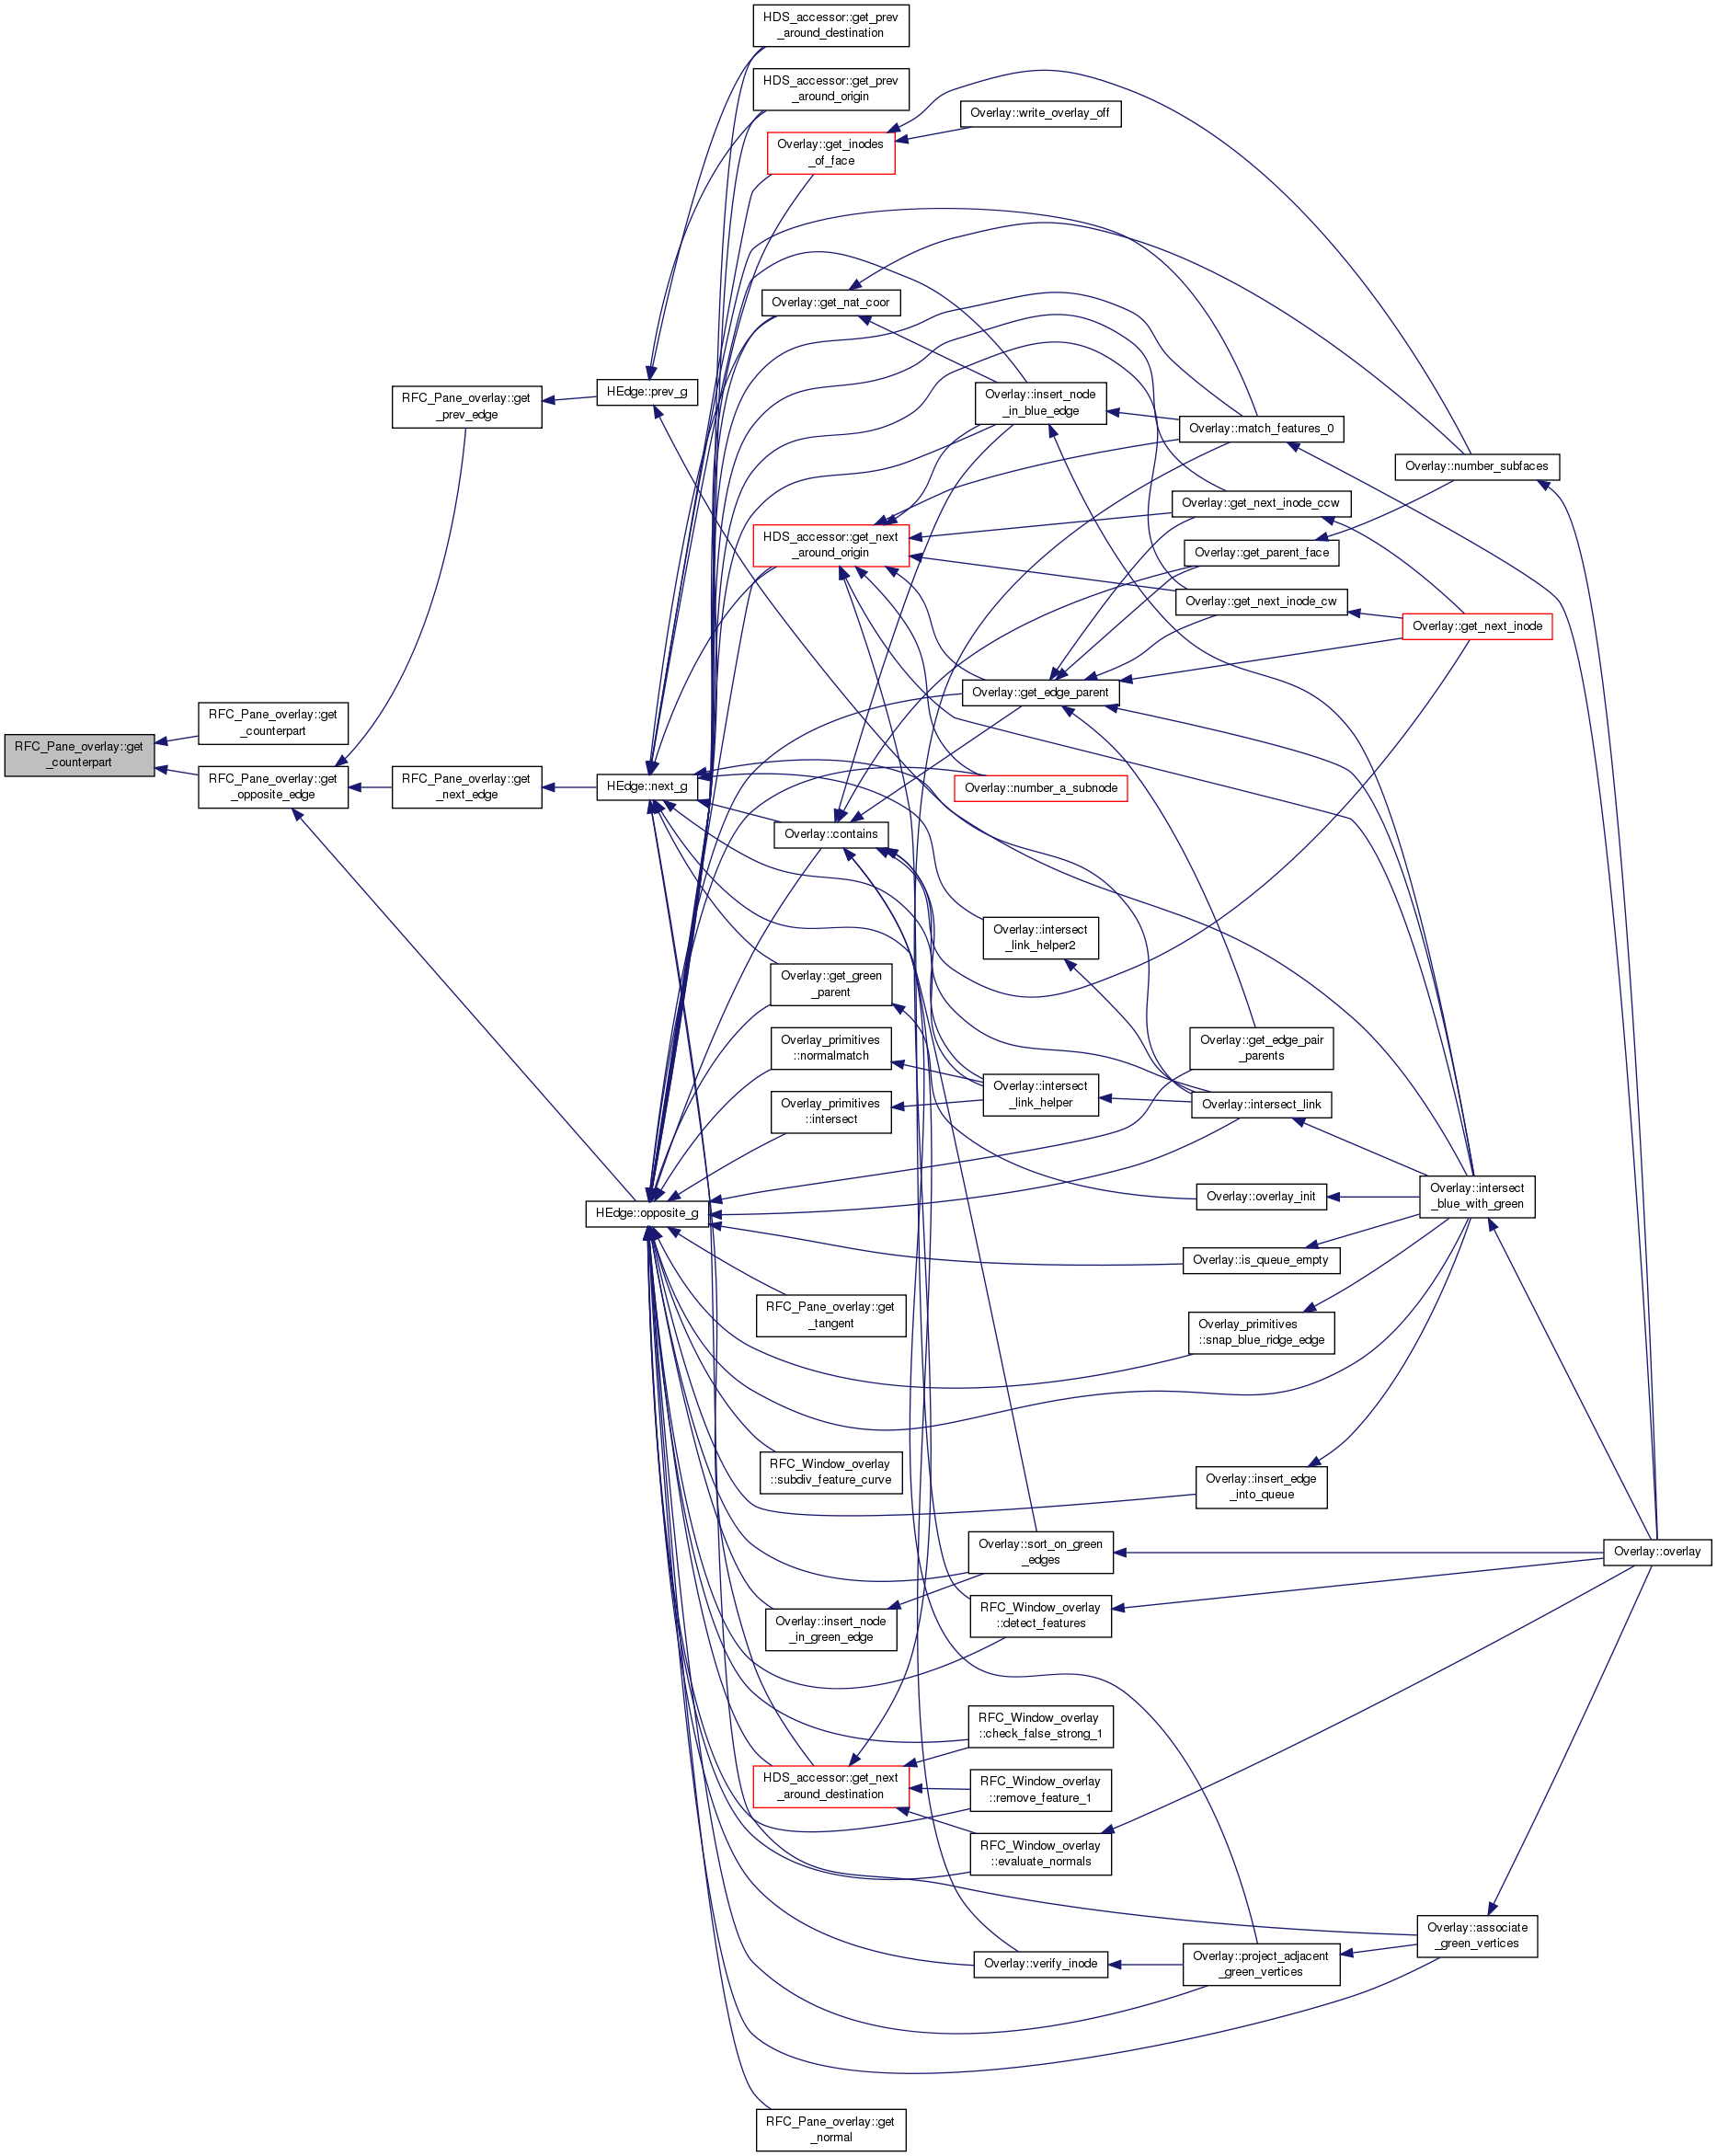 HDS_accessor::get_prev
_around_destination
HDS_accessor::get_prev
_around_origin
Overlay::get_inodes
_of_face
Overlay::write_overlay_off
Overlay::get_nat_coor
HEdge::prev_g
RFC_Pane_overlay::get
_prev_edge
Overlay::insert_node
_in_blue_edge
Overlay::match_features_0
Overlay::number_subfaces
Overlay::get_next_inode_ccw
HDS_accessor::get_next
_around_origin
Overlay::get_parent_face
Overlay::get_next_inode_cw
Overlay::get_next_inode
Overlay::get_edge_parent
RFC_Pane_overlay::get
_counterpart
RFC_Pane_overlay::get
_counterpart
RFC_Pane_overlay::get
_opposite_edge
RFC_Pane_overlay::get
_next_edge
HEdge::next_g
Overlay::number_a_subnode
Overlay::contains
Overlay::intersect
_link_helper2
Overlay::get_green
_parent
Overlay_primitives
::normalmatch
Overlay::get_edge_pair
_parents
Overlay::intersect
_link_helper
Overlay_primitives
::intersect
Overlay::intersect_link
HEdge::opposite_g
Overlay::overlay_init
Overlay::intersect
_blue_with_green
Overlay::is_queue_empty
RFC_Pane_overlay::get
_tangent
Overlay_primitives
::snap_blue_ridge_edge
RFC_Window_overlay
::subdiv_feature_curve
Overlay::insert_edge
_into_queue
Overlay::sort_on_green
_edges
Overlay::overlay
Overlay::insert_node
_in_green_edge
RFC_Window_overlay
::detect_features
RFC_Window_overlay
::check_false_strong_1
HDS_accessor::get_next
_around_destination
RFC_Window_overlay
::remove_feature_1
RFC_Window_overlay
::evaluate_normals
Overlay::associate
_green_vertices
Overlay::verify_inode
Overlay::project_adjacent
_green_vertices
RFC_Pane_overlay::get
_normal